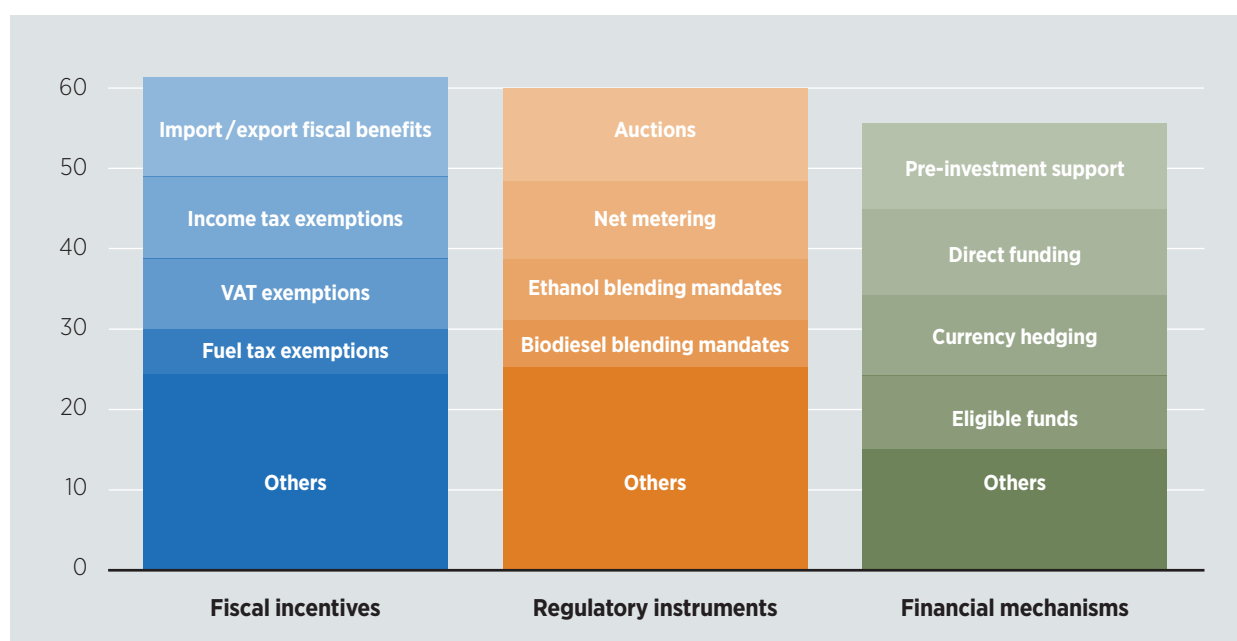 60
50
40
30
20
10
0
Import / export fiscal benefits
Income tax exemptions
VAT exemptions
Fuel tax exemptions
Others
Auctions
Net metering
Ethanol blending mandates
Biodiesel blending mandates
Others
Pre-investment support
Direct funding
Currency hedging
Eligible funds
Others
Fiscal incentives
Regulatory instruments
Financial mechanisms